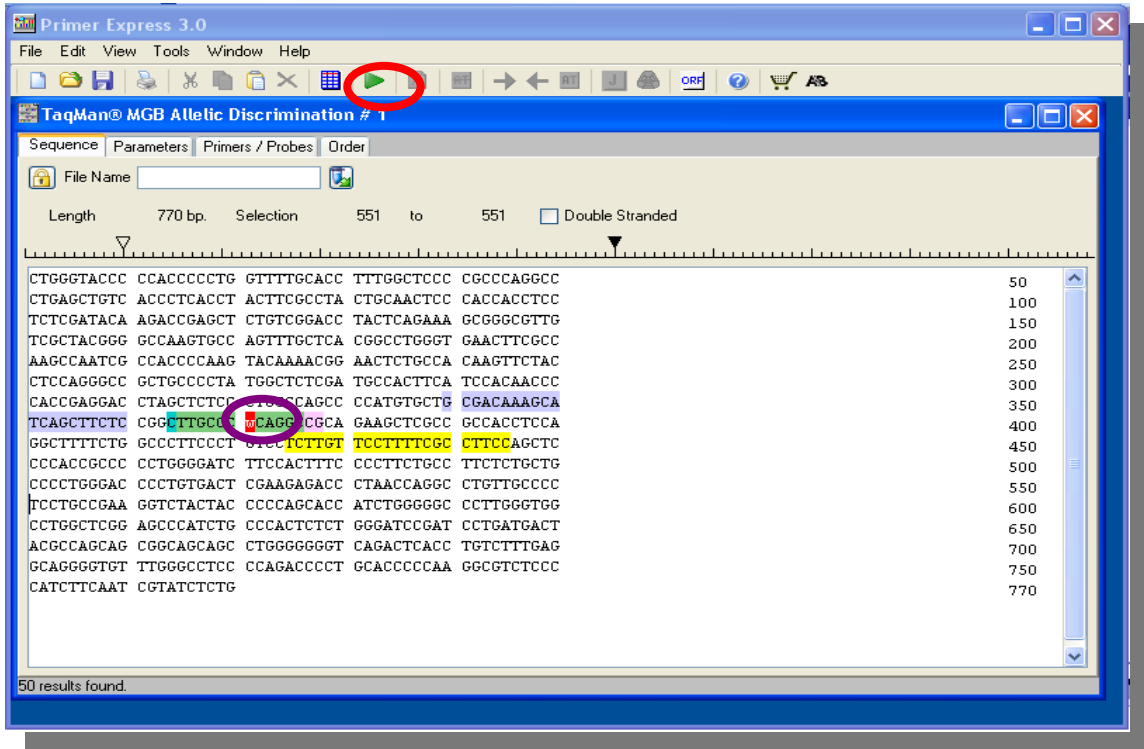 Primer Express 3.0
File Edit View Tools Window Help
ORF
TaqMan® MGB Allelic Discrimination # 1
Sequence Parameters Primers / Probes Order
File Name
Length 770 bp. Selection 551 to 551 Double Stranded
CTGGGTACCC CCACCCCCTG GTTTTGCACC TTTGGCTCCC CGCCCAGGCC 50
CTGAGCTGTC ACCCTCACCT ACTTCGCCTA CTGCAACTCC CACCACCTCC 100
TCTCGATACA AGACCGAGCT CTGTCGGACC TACTCAGAAA GCGGGCGTTG 150
TCGCTACGGG GCCAAGTGCC AGTTTGCTCA CGGCCTGGGT GAACTTCGCC 200
AAGCCAATCG CCACCCCAAG TACAAAACGG AACTCTGCCA CAAGTTCTAC 250
CTCCAGGGCC GCTGCCCCTA TGGCTCTCGA TGCCACTTCA TCCACAACCC 300
CACCGAGGAC CTAGCTCTCC CAGCC CCATGTGCTG CGACAAAGCA 350
TCAGCTTCTC CGGCTTGCCC WCAGG CGCA GAAGCTCGCC GCCACCTCCA 400
GGCTTTTCTG GCCCTTCCCT TCTTGT TCCTTTTCGC CTTCCAGCTC 450
CCCACCGCCC CCTGGGGATC TTCCACTTTC CCCTTCTGCC TTCTCTGCTG 500
CCCCTGGGAC CCCTGTGACT CGAAGAGACC CTAACCAGGC CTGTTGCCCC 550
TCCTGCCGAA GGTCTACTAC CCCCAGCACC ATCTGGGGGC CCTTGGGTGG 600
CCTGGCTCGG AGCCCATCTG CCCACTCTCT GGGATCCGAT CCTGATGACT 650
ACGCCAGCAG CGGCAGCAGC CTGGGGGGGT CAGACTCACC TGTCTTTGAG 700
GCAGGGGTGT TTGGGCCTCC CCAGACCCCT GCACCCCCAA GGCGTCTCCC 750
CATCTTCAAT CGTATCTCTG 770
50 results found.